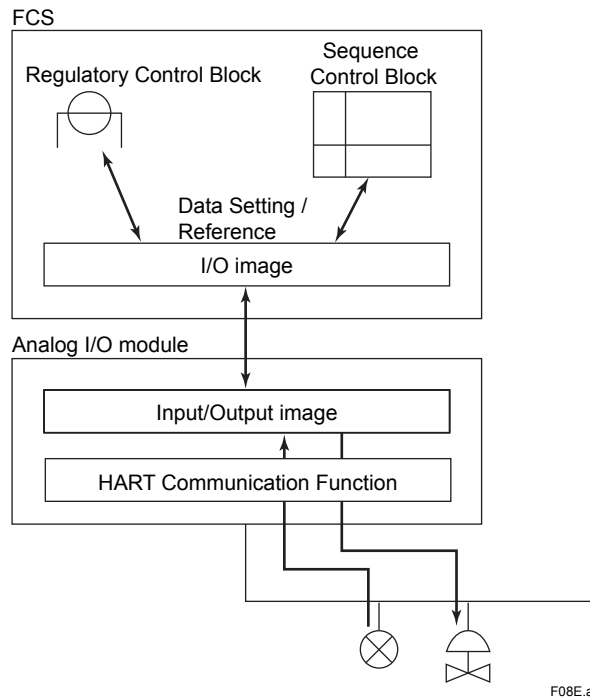 FCS
Regulatory Control Block
Sequence
Control Block
Data Setting /
Reference
I/O image
Analog I/O module
Input/Output image
HART Communication Function
F08E.a